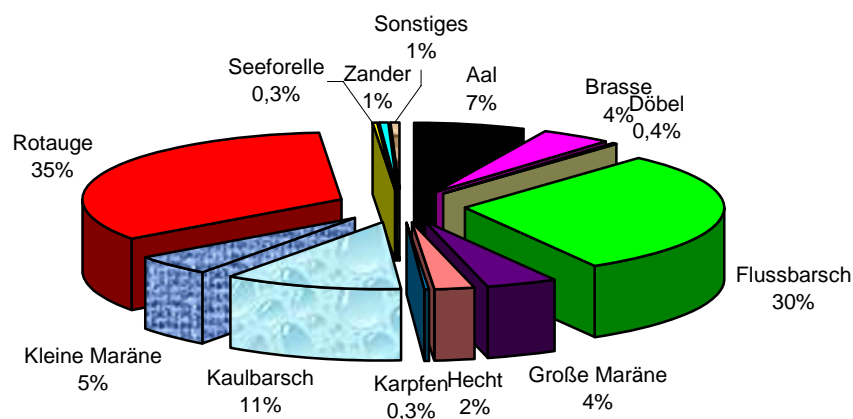 Sonstiges
1%
Seeforelle
0,3%
Zander
1%
Aal
7%
Brasse
4%
Döbel
0,4%
Rotauge
35%
Flussbarsch
30%
Kleine Maräne
5%
Kaulbarsch
11%
Karpfen
0,3%
Hecht
2%
Große Maräne
4%